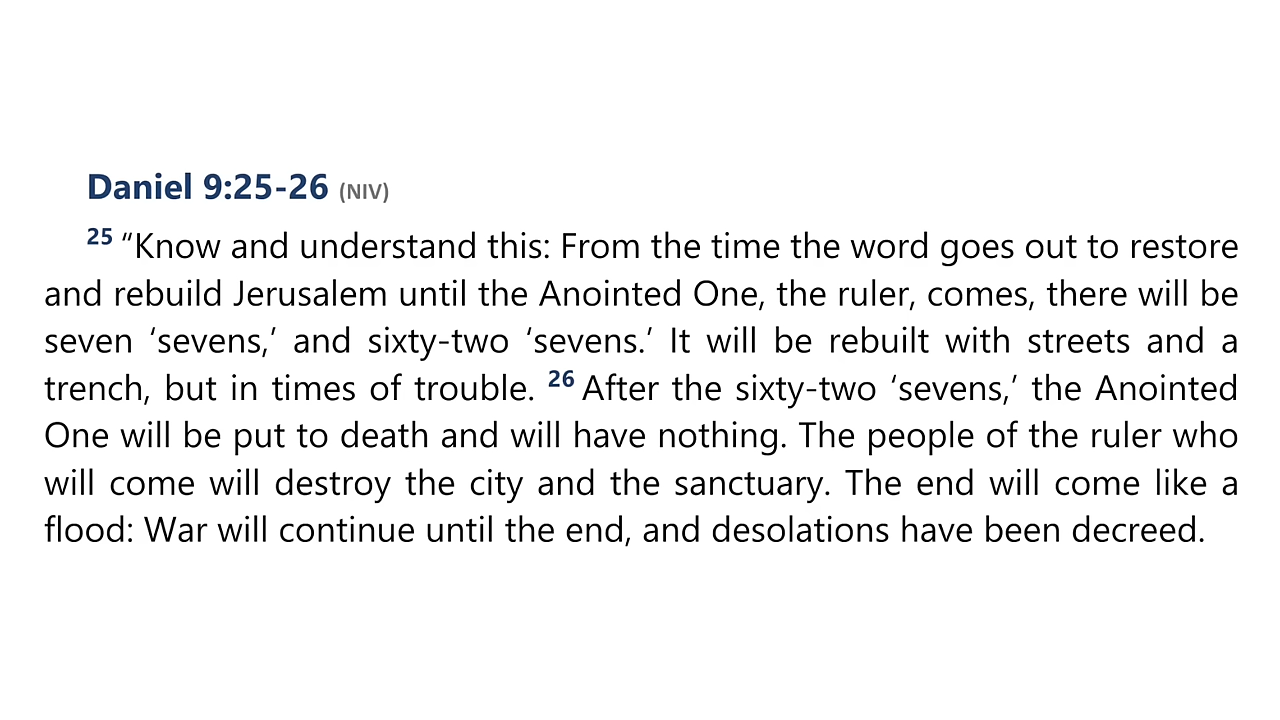 Daniel 9:25-26 (NIV)
25 “Know and understand this: From the time the word goes out to restore
and rebuild Jerusalem until the Anointed One, the ruler, comes, there will be
seven ‘sevens,’ and sixty-two ‘sevens.’ It will be rebuilt with streets and a
trench, but in times of trouble. 26 After the sixty-two ‘sevens,’ the Anointed
One will be put to death and will have nothing. The people of the ruler who
will come will destroy the city and the sanctuary. The end will come like a
flood: War will continue until the end, and desolations have been decreed.